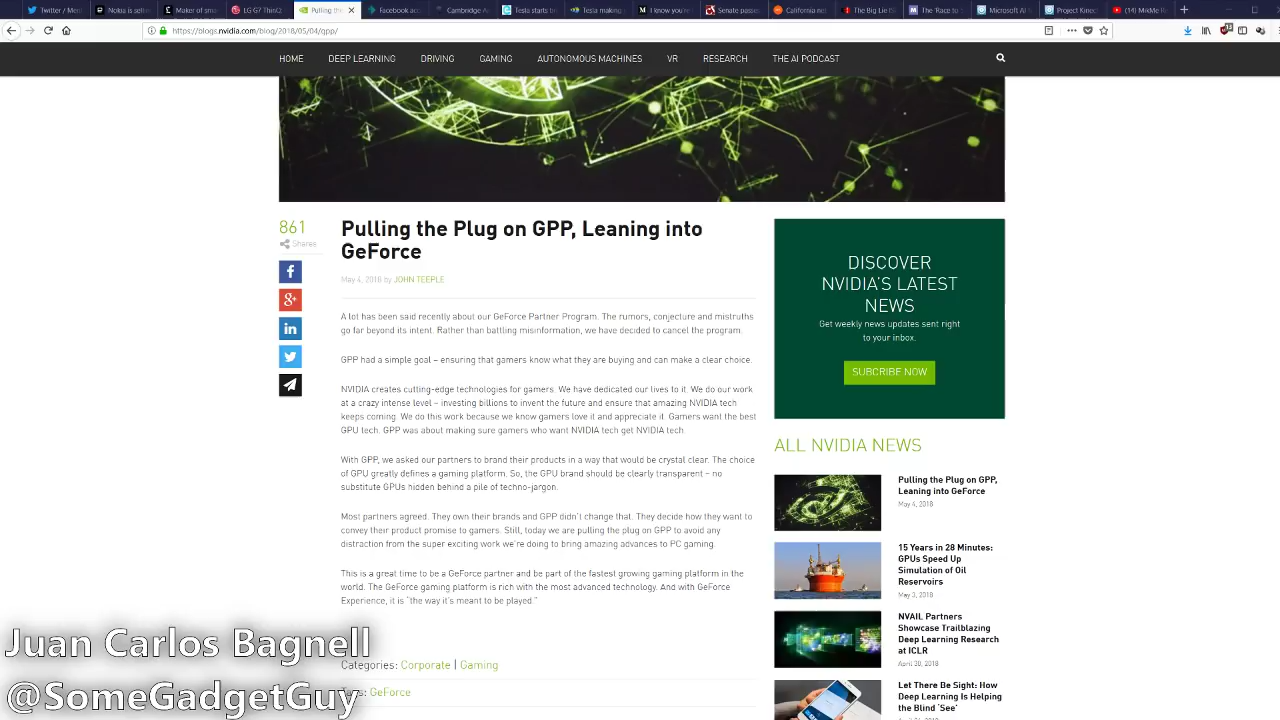 Twitter / Men
Nokia is sellin
Maker of sma
LG G7 ThinQ
Pulling the
Facebook acc
Cambridge An
Tesla starts br
Tesla making
I know you're
Senate passes
California net
The Big Lie B
The 'Race to 5
Microsoft AI f
Project Kinec
(14) MixMe R
https://blogs.nvidia.com/blog/2018/05/04/gpp/
HOME DEEP LEARNING DRIVING GAMING AUTONOMOUS MACHINES VR RESEARCH THE AI PODCAST
861
Shares
Pulling the Plug on GPP, Leaning into
GeForce
May 4, 2018 by JOHN TEEPLE
A lot has been said recently about our GeForce Partner Program. The rumors, conjecture and mistruths
go far beyond its intent. Rather than battling misinformation, we have decided to cancel the program.
GPP had a simple goal – ensuring that gamers know what they are buying and can make a clear choice.
NVIDIA creates cutting-edge technologies for gamers. We have dedicated our lives to it. We do our work
at a crazy intense level – investing billions to invent the future and ensure that amazing NVIDIA tech
keeps coming. We do this work because we know gamers love it and appreciate it. Gamers want the best
GPU tech. GPP was about making sure gamers who want NVIDIA tech get NVIDIA tech.
With GPP, we asked our partners to brand their products in a way that would be crystal clear. The choice
of GPU greatly defines a gaming platform. So, the GPU brand should be clearly transparent – no
substitute GPUs hidden behind a pile of techno-jargon.
Most partners agreed. They own their brands and GPP didn't change that. They decide how they want to
convey their product promise to gamers. Still, today we are pulling the plug on GPP to avoid any
distraction from the super exciting work we're doing to bring amazing advances to PC gaming.
This is a great time to be a GeForce partner and be part of the fastest growing gaming platform in the
world. The GeForce gaming platform is rich with the most advanced technology. And with GeForce
Experience, it is "the way it's meant to be played."
Categories: Corporate | Gaming
Tags: GeForce
DISCOVER
NVIDIA'S LATEST
NEWS
Get weekly news updates sent right
to your inbox.
SUBCRIBE NOW
ALL NVIDIA NEWS
Pulling the Plug on GPP,
Leaning into GeForce
May 4, 2018
15 Years in 28 Minutes:
GPUs Speed Up
Simulation of Oil
Reservoirs
May 3, 2018
NVAIL Partners
Showcase Trailblazing
Deep Learning Research
at ICLR
April 30, 2018
Let There Be Sight: How
Deep Learning Is Helping
the Blind 'See'
Juan Carlos Bagnell
@SomeGadgetGuy